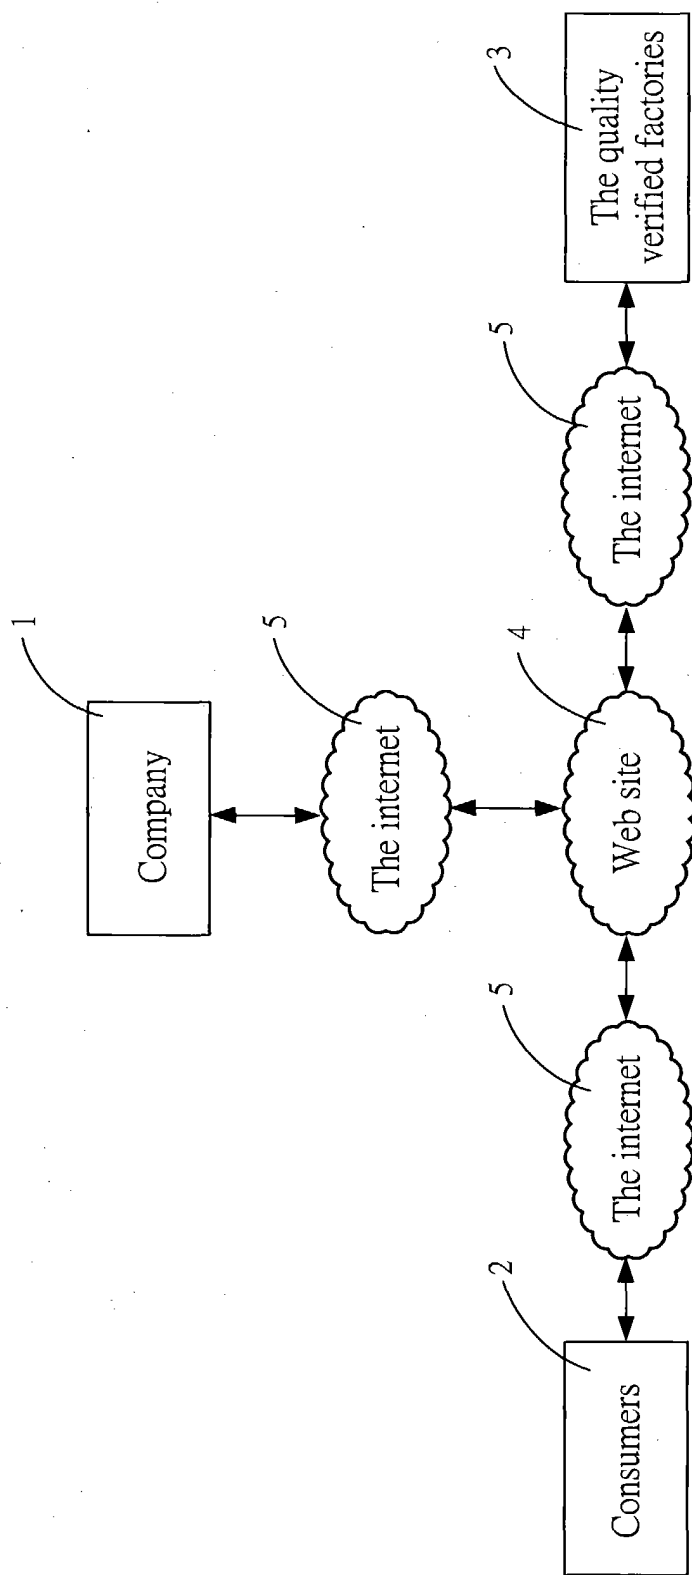 1
Company
5
The internet
2
Consumers
5
The internet
4
Web site
5
The internet
3
The quality
verified factories